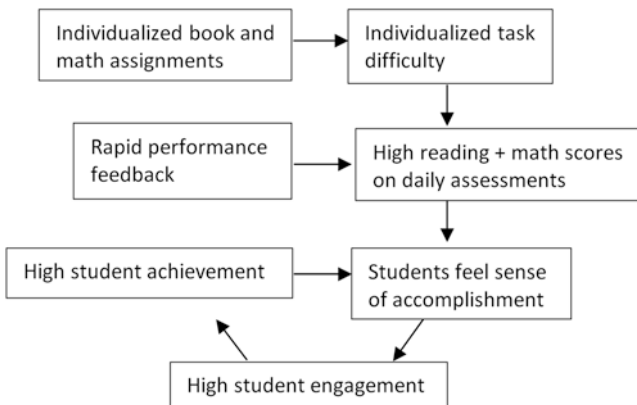 Individualized book and
math assignments
Individualized task
difficulty
Rapid performance
feedback
High reading + math scores
on daily assessments
High student achievement
Students feel sense
of accomplishment
High student engagement